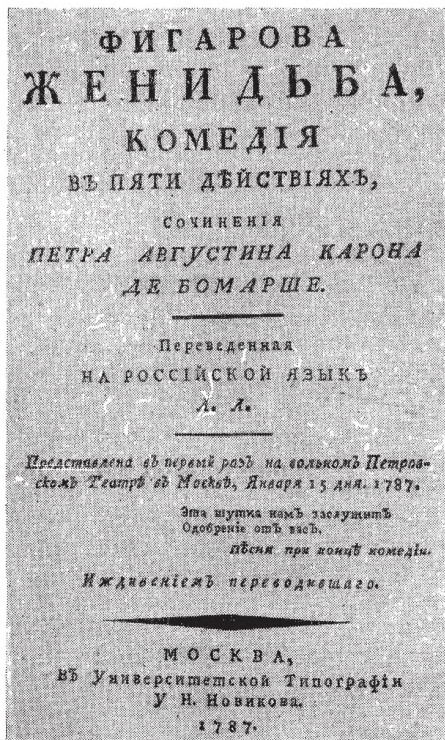 ФИГАРОВА
ЖЕНИДЬБА,
КОМЕДІЯ
ВЪ ПЯТИ ДѢЙСТВІЯХЪ,
СОЧИНЕНІЯ
ПЕТРА АВГУСТИНА КАРОНА
ДЕ БОМАРШЕ.
Переведенная
НА РОССІЙСКОЙ ЯЗЫКЪ
А. Л.
Представлена въ первый разъ на вольномъ Петров-
скомъ Театрѣ въ Москвѣ, Января 15 дня. 1787.
Эта шутка намъ заслужитъ
Одобреніе отъ васъ.
Пѣсня при концѣ комедіи.
Иждивеніемъ переводившаго.
МОСКВА,
Въ Университетской Типографіи
У Н. Новикова.
1787.